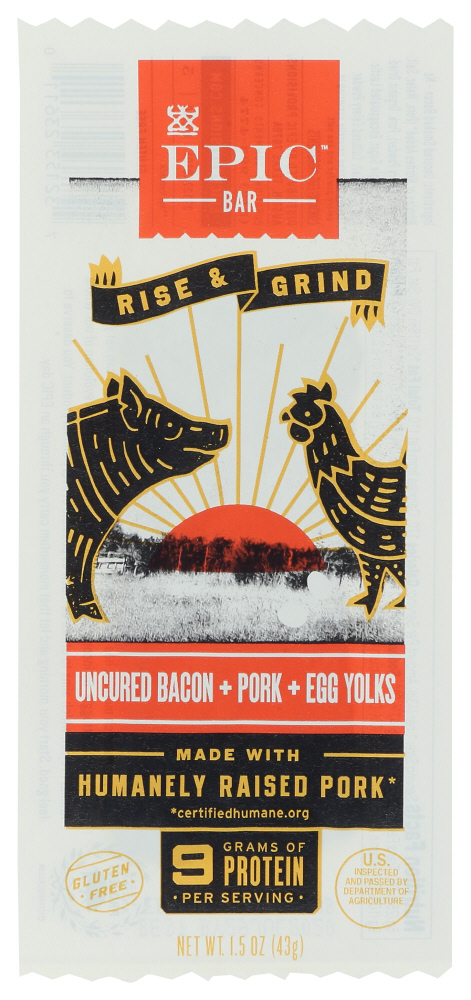 EPIC™
BAR
RISE & GRIND
UNCURED BACON + PORK + EGG YOLKS
MADE WITH
HUMANELY RAISED PORK*
*certifiedhumane.org
9 GRAMS OF
PROTEIN
• PER SERVING •
GLUTEN
• FREE •
U.S.
INSPECTED
AND PASSED BY
DEPARTMENT OF
AGRICULTURE
NET WT. 1.5 OZ (43g)